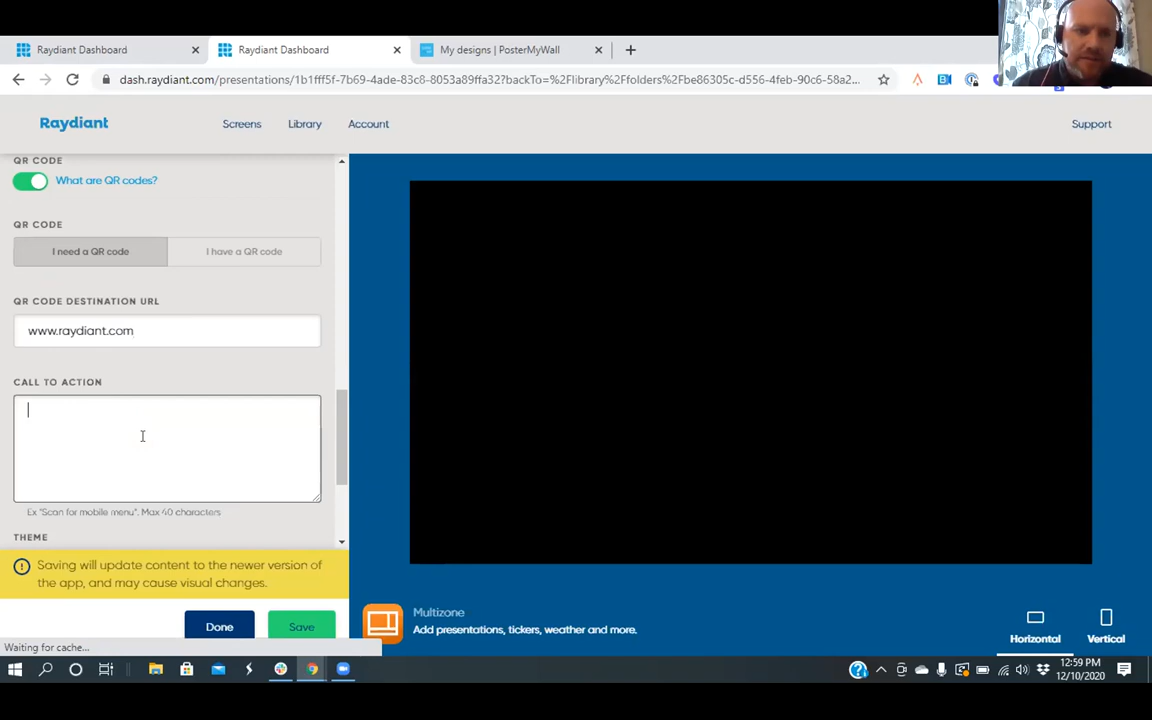 Raydiant Dashboard
Raydiant Dashboard
My designs | PosterMyWall
dash.raydiant.com/presentations/1b1fff5f-7b69-4ade-83c8-8053a89ffa32?backTo=%2Flibrary%2Ffolders%2Fbe86305c-d556-4feb-90c6-58a2...
Raydiant
Screens
Library
Account
Support
QR CODE
What are QR codes?
QR CODE
I need a QR code
I have a QR code
QR CODE DESTINATION URL
www.raydiant.com
CALL TO ACTION
Ex "Scan for mobile menu". Max 40 characters
THEME
Saving will update content to the newer version of
the app, and may cause visual changes.
Done
Save
Multizone
Add presentations, tickers, weather and more.
Horizontal
Vertical
Waiting for cache...
12:59 PM
12/10/2020